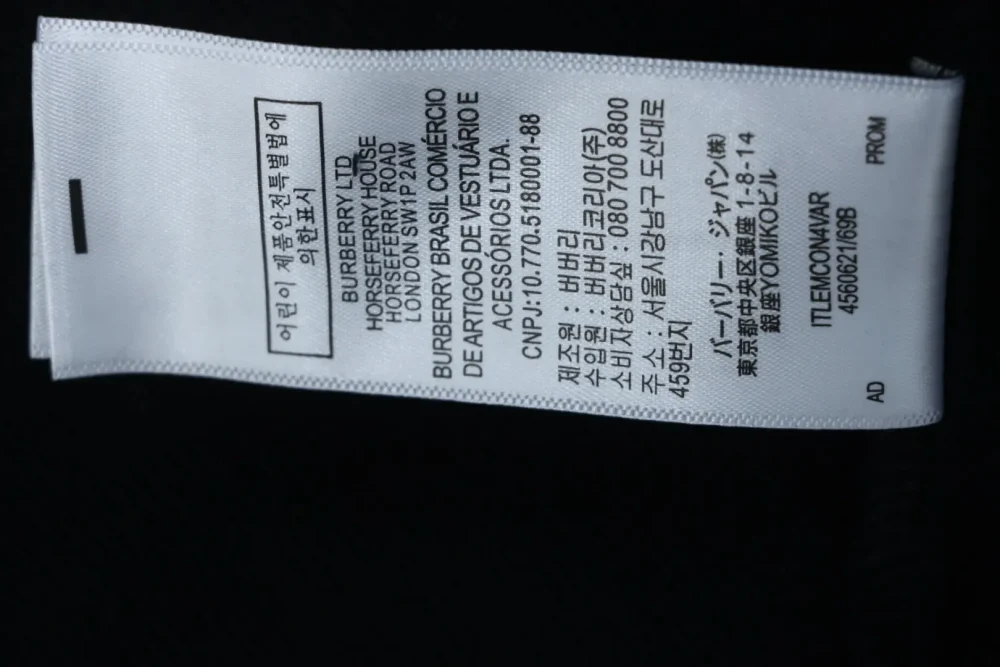 어린이 제품안전특별법에
의한표시
BURBERRY LTD
HORSEFERRY HOUSE
HORSEFERRY ROAD
LONDON SW1P 2AW
BURBERRY BRASIL COMÉRCIO
DE ARTIGOS DE VESTUÁRIO E
ACESSÓRIOS LTDA.
CNPJ:10.770.518/0001-88
제조원 : 버버리
수입원 : 버버리코리아(주)
소비자상담실 : 080 700 8800
주소 : 서울시강남구 도산대로
459번지
バーバリー・ジャパン(株)
東京都中央区銀座 1-8-14
銀座YOMIKOビル
ITLEMCON4VAR
4560621/69B
AD PROM